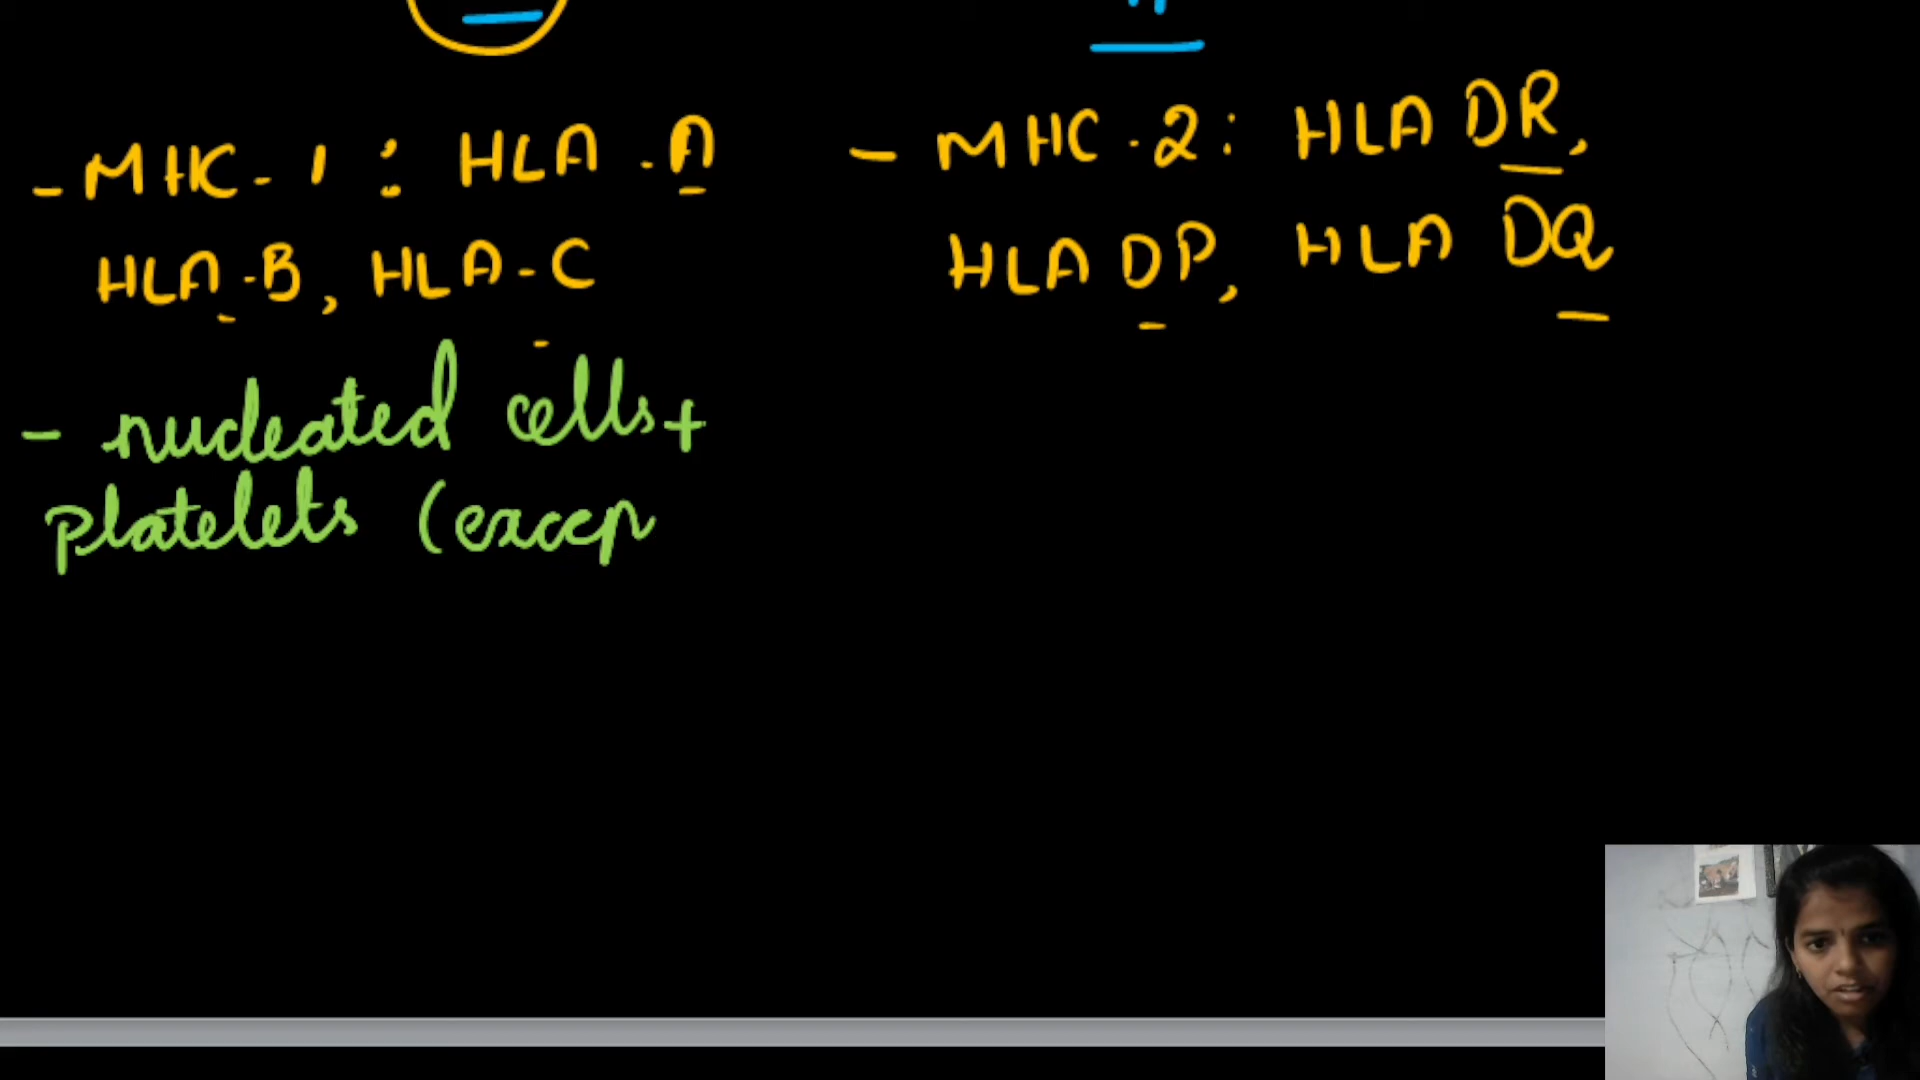 - MHC - 1 : HLA - A
HLA - B, HLA - C
- nucleated cells +
platelets (excep
- MHC - 2 : HLA DR,
HLA DP, HLA DQ